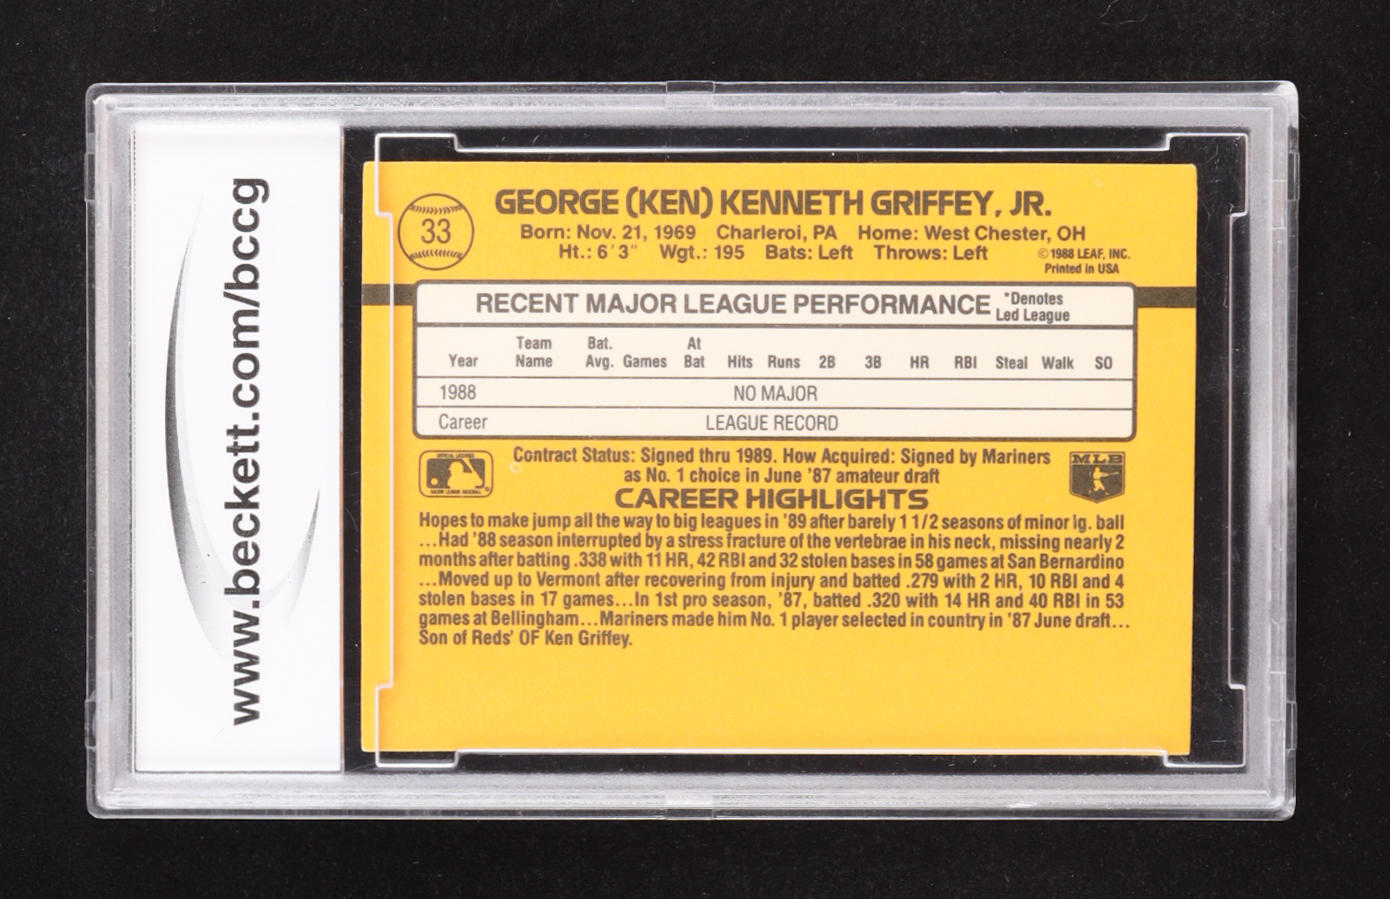 www.beckett.com/bccg
33
GEORGE (KEN) KENNETH GRIFFEY, JR.
Born: Nov. 21, 1969 Charleroi, PA Home: West Chester, OH
Ht.: 6'3" Wgt.: 195 Bats: Left Throws: Left
©1988 LEAF, INC.
Printed in USA
RECENT MAJOR LEAGUE PERFORMANCE *Denotes Led League
Year Team Name Bat. Avg. Games At Bat Hits Runs 2B 3B HR RBI Steal Walk SO
1988 NO MAJOR
Career LEAGUE RECORD
Contract Status: Signed thru 1989. How Acquired: Signed by Mariners
as No. 1 choice in June '87 amateur draft
OFFICIAL LICENSEE
MAJOR LEAGUE BASEBALL
MLB
CAREER HIGHLIGHTS
Hopes to make jump all the way to big leagues in '89 after barely 1 1/2 seasons of minor lg. ball
...Had '88 season interrupted by a stress fracture of the vertebrae in his neck, missing nearly 2
months after batting .338 with 11 HR, 42 RBI and 32 stolen bases in 58 games at San Bernardino
...Moved up to Vermont after recovering from injury and batted .279 with 2 HR, 10 RBI and 4
stolen bases in 17 games...In 1st pro season, '87, batted .320 with 14 HR and 40 RBI in 53
games at Bellingham...Mariners made him No. 1 player selected in country in '87 June draft...
Son of Reds' OF Ken Griffey.